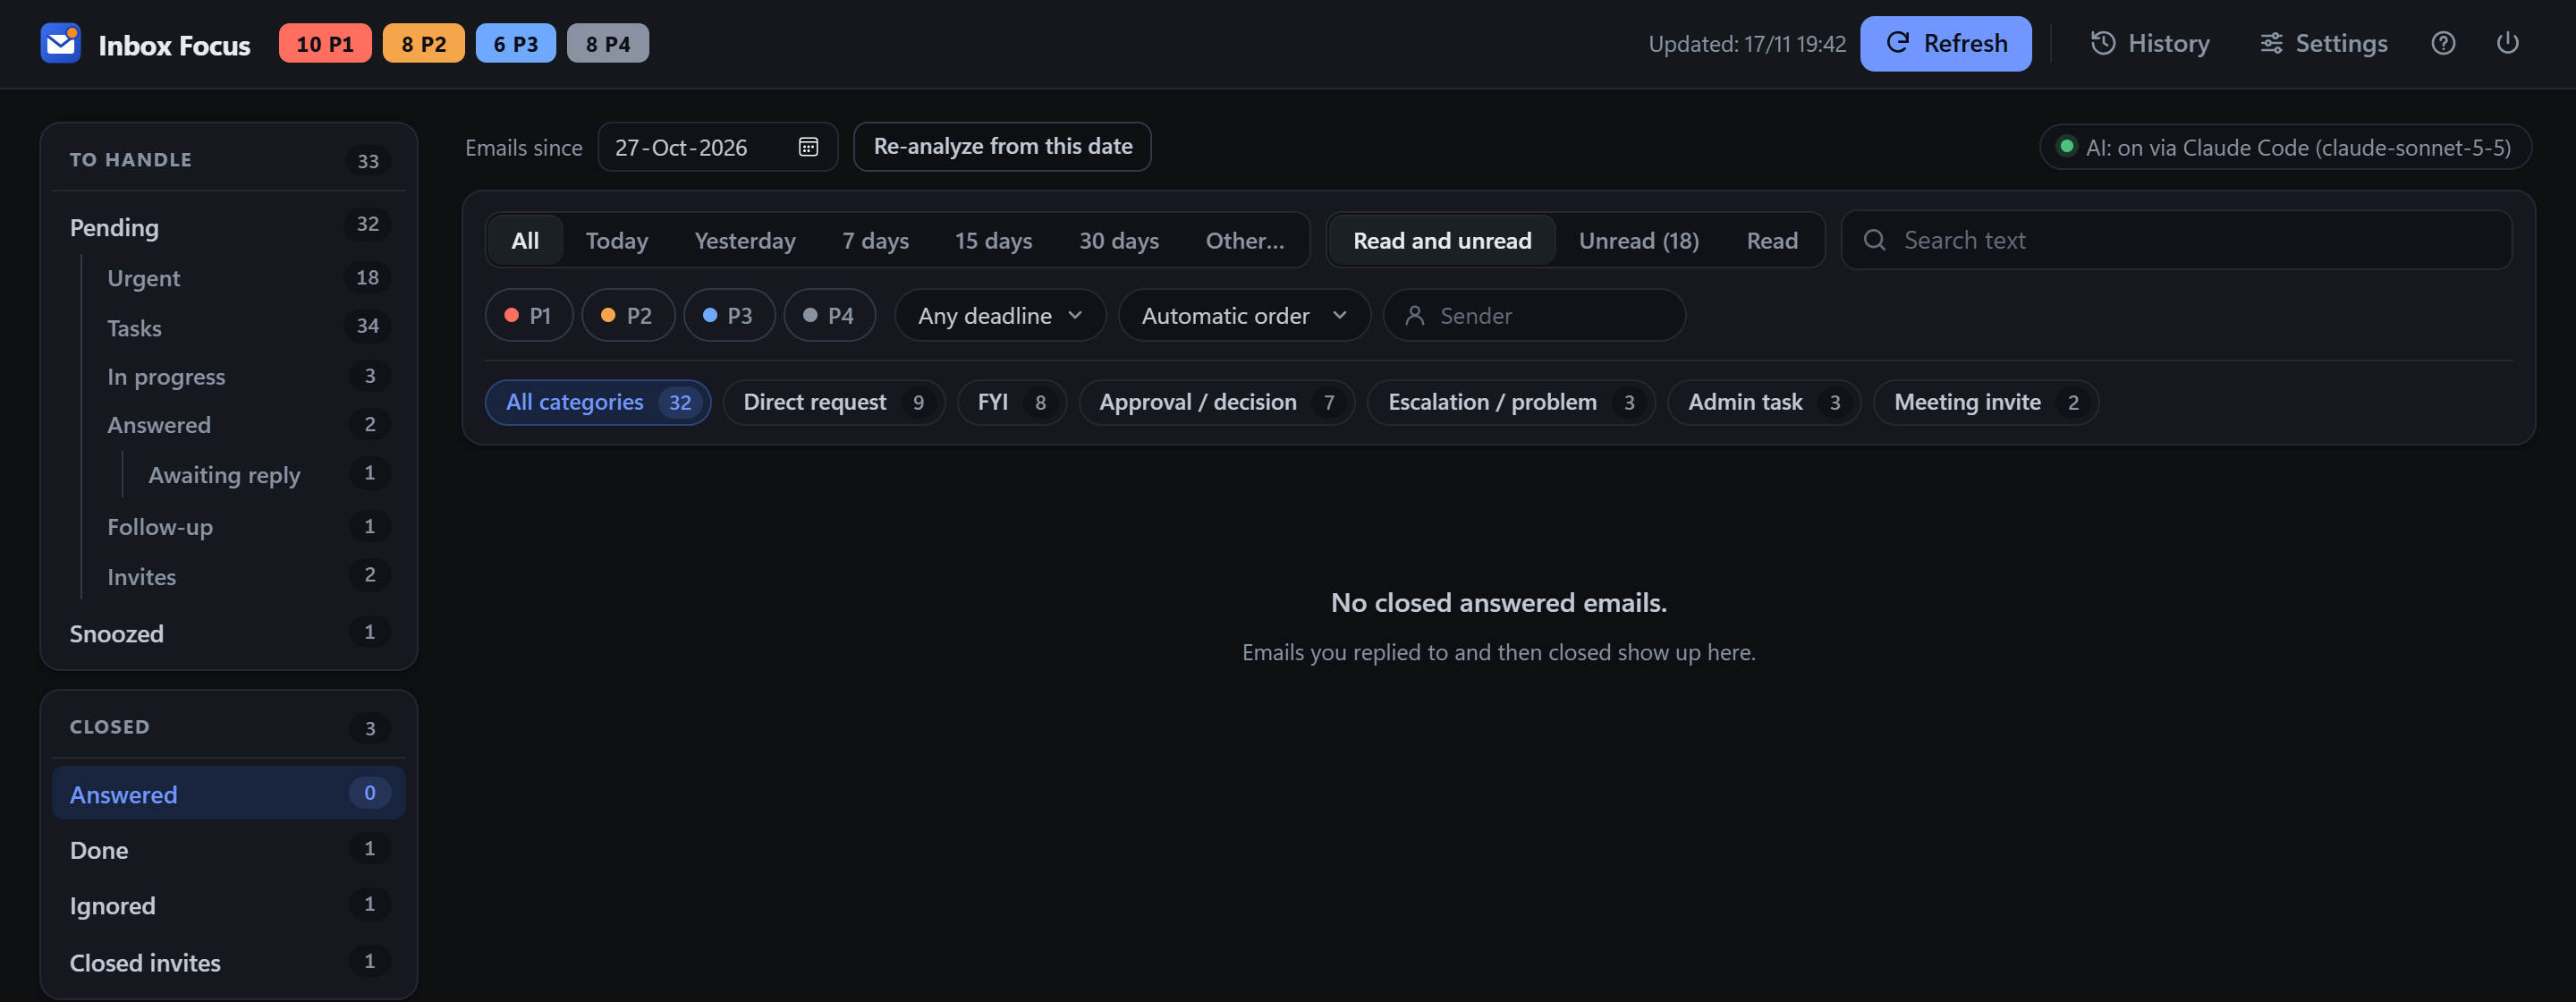 Inbox Focus
10 P1
8 P2
6 P3
8 P4
Updated: 17/11 19:42
Refresh
History
Settings
TO HANDLE 33
Pending 32
Urgent 18
Tasks 34
In progress 3
Answered 2
Awaiting reply 1
Follow-up 1
Invites 2
Snoozed 1
CLOSED 3
Answered 0
Done 1
Ignored 1
Closed invites 1
Emails since
27-Oct-2026
Re-analyze from this date
AI: on via Claude Code (claude-sonnet-5-5)
All
Today
Yesterday
7 days
15 days
30 days
Other...
Read and unread
Unread (18)
Read
Search text
P1
P2
P3
P4
Any deadline
Automatic order
Sender
All categories 32
Direct request 9
FYI 8
Approval / decision 7
Escalation / problem 3
Admin task 3
Meeting invite 2
No closed answered emails.
Emails you replied to and then closed show up here.